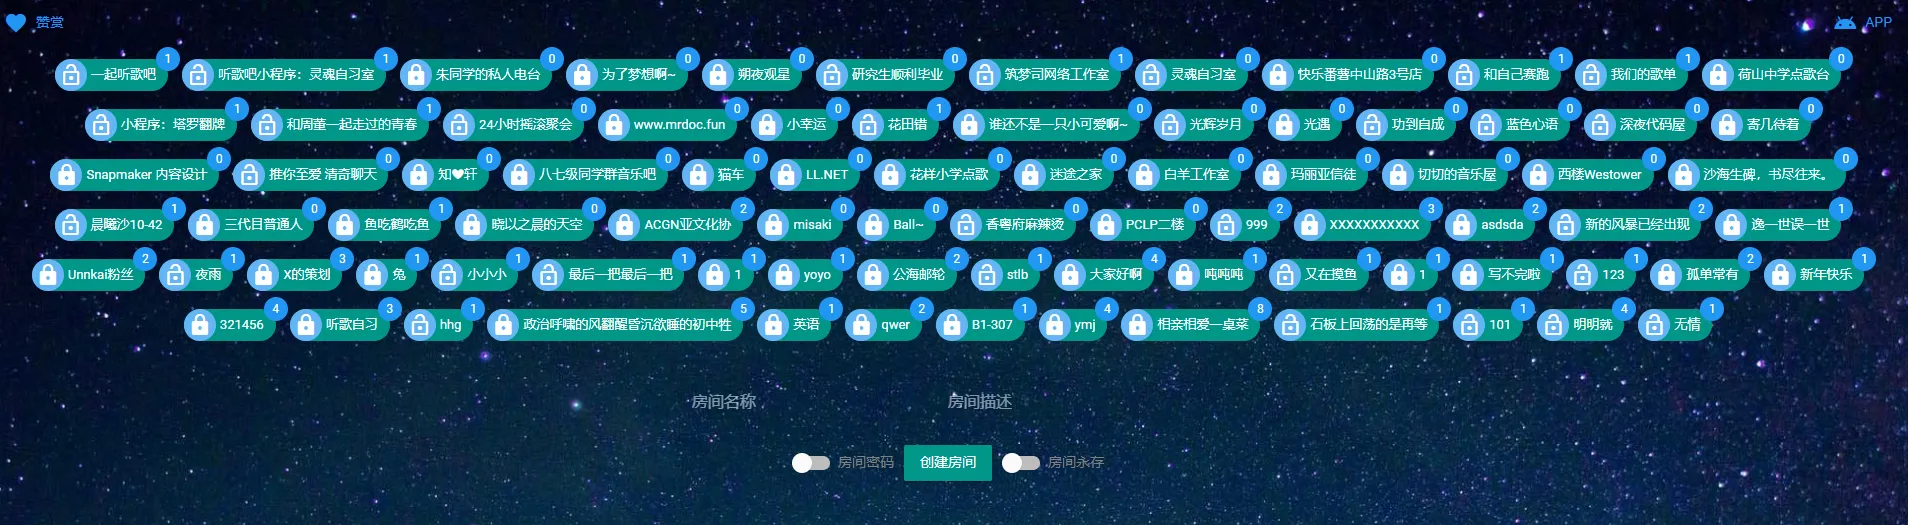 赞赏 APP
一起听歌吧 1 听歌吧小程序：灵魂自习室 1 朱同学的私人电台 0 为了梦想啊~ 0 朔夜观星 0 研究生顺利毕业 0 筑梦司网络工作室 1 灵魂自习室 0 快乐番薯中山路3号店 0 和自己赛跑 1 我们的歌单 1 荷山中学点歌台 0
小程序：塔罗翻牌 1 和周董一起走过的青春 1 24小时摇滚聚会 0 www.mrdoc.fun 0 小幸运 0 花田错 1 谁还不是一只小可爱啊~ 0 光辉岁月 0 光遇 0 功到自成 0 蓝色心语 0 深夜代码屋 0 寄几待着 0
Snapmaker 内容设计 0 推你至爱 清奇聊天 0 知♥轩 0 八七级同学群音乐吧 0 猫车 0 LL.NET 0 花样小学点歌 0 迷途之家 0 白羊工作室 0 玛丽亚信徒 0 切切的音乐屋 0 西楼Westower 0 沙海生碑，书尽往来。 0
晨曦沙10-42 1 三代目普通人 0 鱼吃鹤吃鱼 1 晓以之晨的天空 0 ACGN亚文化协 2 misaki 0 Ball~ 0 香粤府麻辣烫 0 PCLP二楼 0 999 2 XXXXXXXXXXX 3 asdsda 2 新的风暴已经出现 2 逸一世误一世 1
Unnkai粉丝 2 夜雨 1 X的策划 3 兔 1 小小小 1 最后一把最后一把 1 1 1 yoyo 1 公海邮轮 2 stlb 1 大家好啊 4 吨吨吨 1 又在摸鱼 1 1 1 写不完啦 1 123 1 孤单常有 2 新年快乐 1
321456 4 听歌自习 3 hhg 1 政治呼啸的风翻醒昏沉欲睡的初中牲 5 英语 1 qwer 2 B1-307 1 ymj 4 相亲相爱一桌菜 8 石板上回荡的是再等 1 101 1 明明就 4 无情 1
房间名称 房间描述
房间密码 创建房间 房间永存